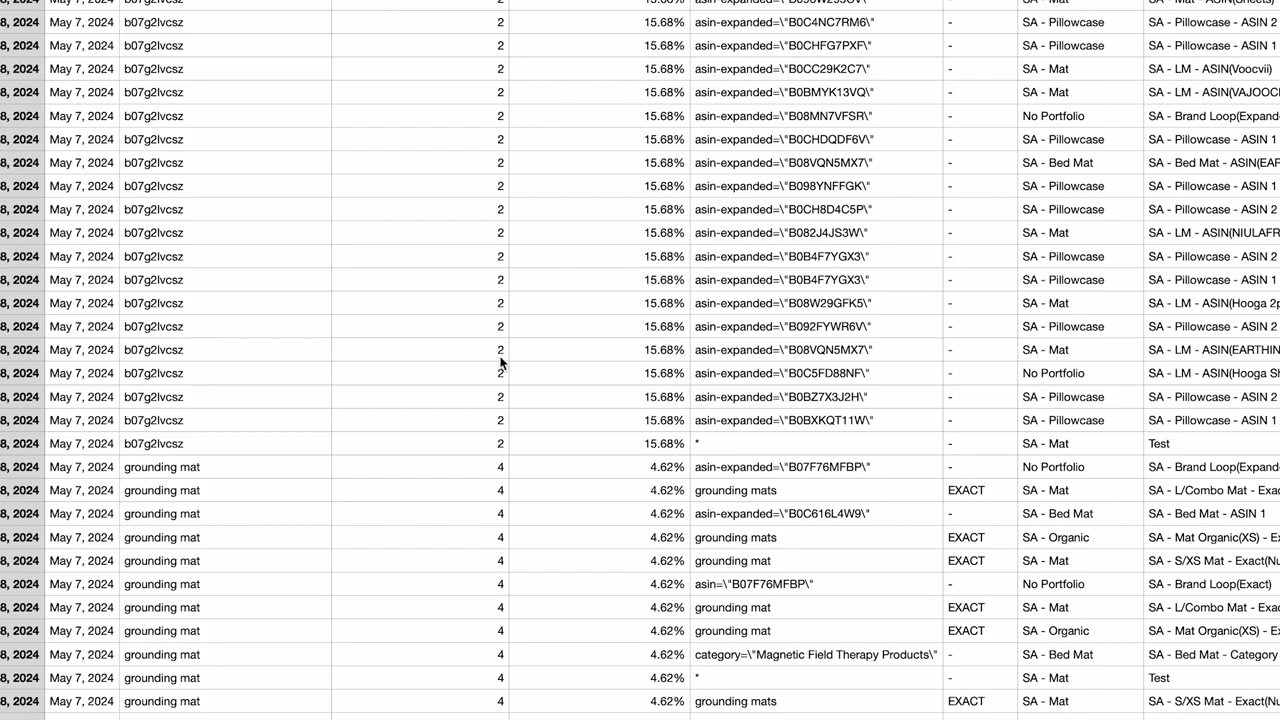 8, 2024 May 7, 2024 b07g2lvcsz 2 15.68% - SA - Mat
8, 2024 May 7, 2024 b07g2lvcsz 2 15.68% asin-expanded=\"B0C4NC7RM6\" - SA - Pillowcase SA - Pillowcase - ASIN 2
8, 2024 May 7, 2024 b07g2lvcsz 2 15.68% asin-expanded=\"B0CHFG7PXF\" - SA - Pillowcase SA - Pillowcase - ASIN 1
8, 2024 May 7, 2024 b07g2lvcsz 2 15.68% asin-expanded=\"B0CC29K2C7\" - SA - Mat SA - LM - ASIN(Voocvii)
8, 2024 May 7, 2024 b07g2lvcsz 2 15.68% asin-expanded=\"B0BMYK13VQ\" - SA - Mat SA - LM - ASIN(VAJOOCI
8, 2024 May 7, 2024 b07g2lvcsz 2 15.68% asin-expanded=\"B08MN7VFSR\" - No Portfolio SA - Brand Loop(Expand
8, 2024 May 7, 2024 b07g2lvcsz 2 15.68% asin-expanded=\"B0CHDQDF6V\" - SA - Pillowcase SA - Pillowcase - ASIN 1
8, 2024 May 7, 2024 b07g2lvcsz 2 15.68% asin-expanded=\"B08VQN5MX7\" - SA - Bed Mat SA - Bed Mat - ASIN(EAR
8, 2024 May 7, 2024 b07g2lvcsz 2 15.68% asin-expanded=\"B098YNFFGK\" - SA - Pillowcase SA - Pillowcase - ASIN 1
8, 2024 May 7, 2024 b07g2lvcsz 2 15.68% asin-expanded=\"B0CH8D4C5P\" - SA - Pillowcase SA - Pillowcase - ASIN 2
8, 2024 May 7, 2024 b07g2lvcsz 2 15.68% asin-expanded=\"B082J4JS3W\" - SA - Mat SA - LM - ASIN(NIULAFR
8, 2024 May 7, 2024 b07g2lvcsz 2 15.68% asin-expanded=\"B0B4F7YGX3\" - SA - Pillowcase SA - Pillowcase - ASIN 2
8, 2024 May 7, 2024 b07g2lvcsz 2 15.68% asin-expanded=\"B0B4F7YGX3\" - SA - Pillowcase SA - Pillowcase - ASIN 1
8, 2024 May 7, 2024 b07g2lvcsz 2 15.68% asin-expanded=\"B08W29GFK5\" - SA - Mat SA - LM - ASIN(Hooga 2p
8, 2024 May 7, 2024 b07g2lvcsz 2 15.68% asin-expanded=\"B092FYWR6V\" - SA - Pillowcase SA - Pillowcase - ASIN 2
8, 2024 May 7, 2024 b07g2lvcsz 2 15.68% asin-expanded=\"B08VQN5MX7\" - SA - Mat SA - LM - ASIN(EARTHIN
8, 2024 May 7, 2024 b07g2lvcsz 2 15.68% asin-expanded=\"B0C5FD88NF\" - No Portfolio SA - LM - ASIN(Hooga Sh
8, 2024 May 7, 2024 b07g2lvcsz 2 15.68% asin-expanded=\"B0BZ7X3J2H\" - SA - Pillowcase SA - Pillowcase - ASIN 2
8, 2024 May 7, 2024 b07g2lvcsz 2 15.68% asin-expanded=\"B0BXKQT11W\" - SA - Pillowcase SA - Pillowcase - ASIN 1
8, 2024 May 7, 2024 b07g2lvcsz 2 15.68% * - SA - Mat Test
8, 2024 May 7, 2024 grounding mat 4 4.62% asin-expanded=\"B07F76MFBP\" - No Portfolio SA - Brand Loop(Expand
8, 2024 May 7, 2024 grounding mat 4 4.62% grounding mats EXACT SA - Mat SA - L/Combo Mat - Exac
8, 2024 May 7, 2024 grounding mat 4 4.62% asin-expanded=\"B0C616L4W9\" - SA - Bed Mat SA - Bed Mat - ASIN 1
8, 2024 May 7, 2024 grounding mat 4 4.62% grounding mats EXACT SA - Organic SA - Mat Organic(XS) - Ex
8, 2024 May 7, 2024 grounding mat 4 4.62% grounding mat EXACT SA - Mat SA - S/XS Mat - Exact(Nu
8, 2024 May 7, 2024 grounding mat 4 4.62% asin=\"B07F76MFBP\" - No Portfolio SA - Brand Loop(Exact)
8, 2024 May 7, 2024 grounding mat 4 4.62% grounding mat EXACT SA - Mat SA - L/Combo Mat - Exac
8, 2024 May 7, 2024 grounding mat 4 4.62% grounding mat EXACT SA - Organic SA - Mat Organic(XS) - Ex
8, 2024 May 7, 2024 grounding mat 4 4.62% category=\"Magnetic Field Therapy Products\" - SA - Bed Mat SA - Bed Mat - Category
8, 2024 May 7, 2024 grounding mat 4 4.62% * - SA - Mat Test
8, 2024 May 7, 2024 grounding mat 4 4.62% grounding mats EXACT SA - Mat SA - S/XS Mat - Exact(Nu